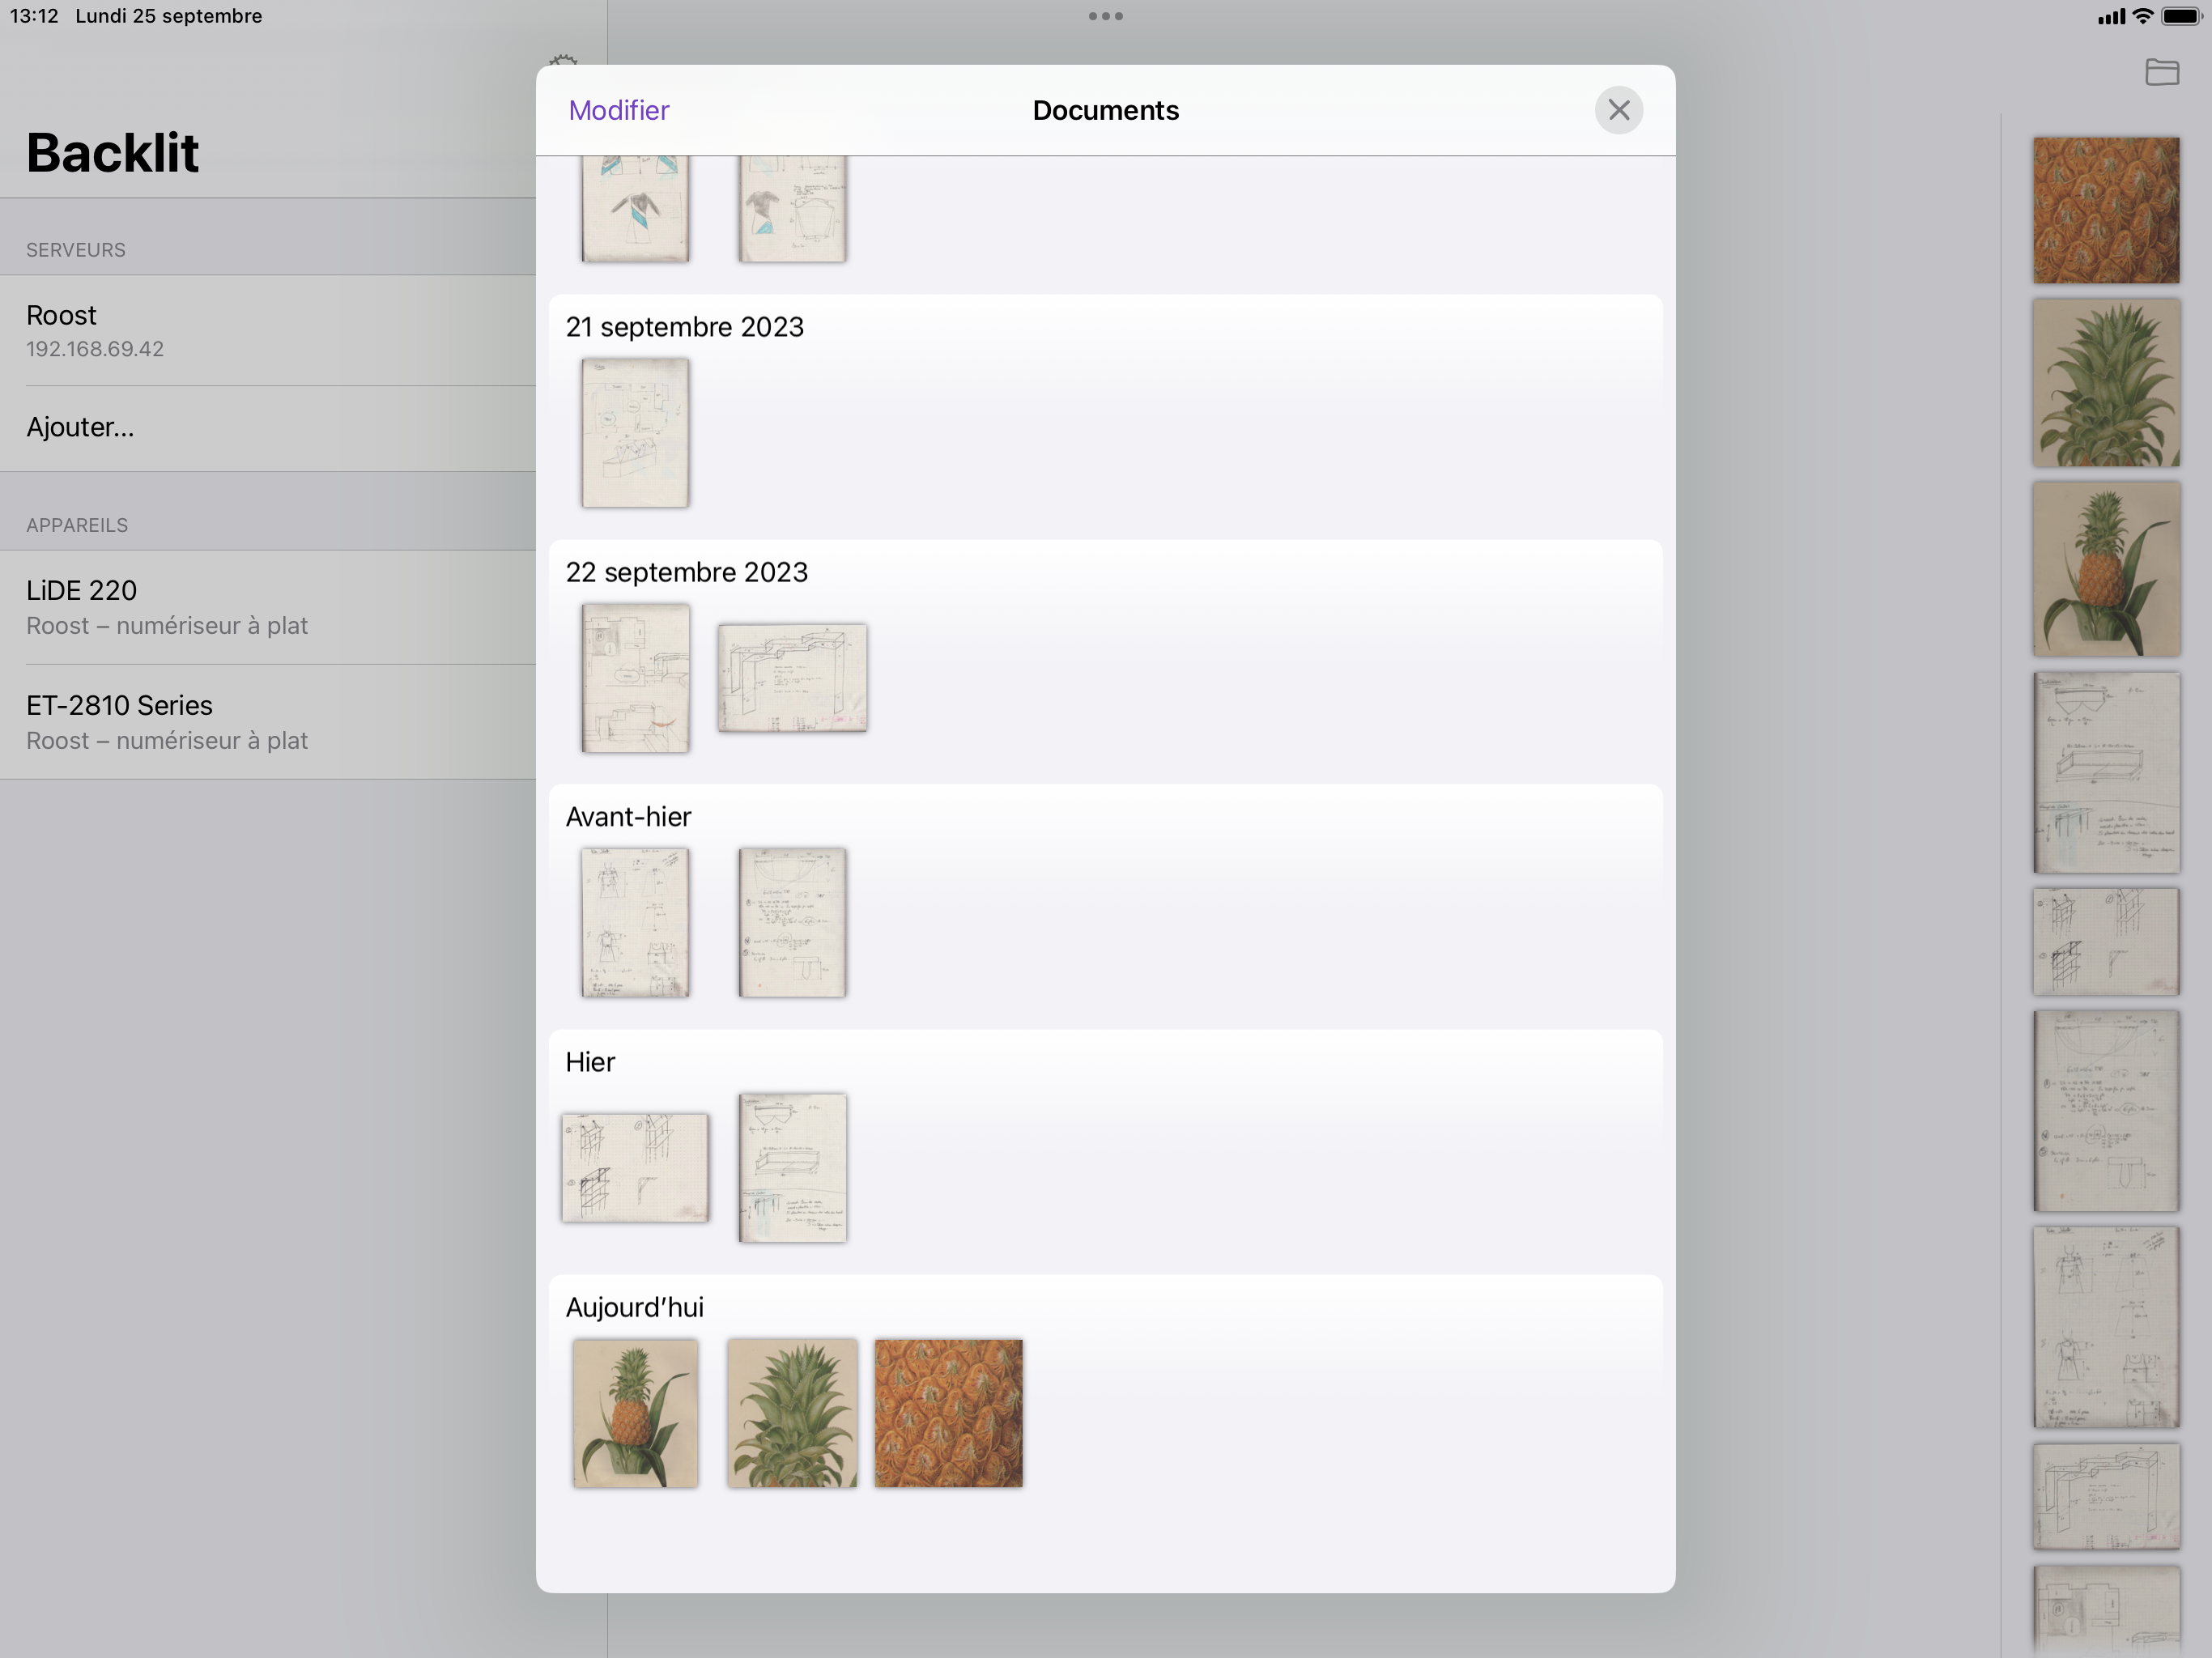 13:12 Lundi 25 septembre
Backlit
SERVEURS
Roost
192.168.69.42
Ajouter...
APPAREILS
LiDE 220
Roost – numériseur à plat
ET-2810 Series
Roost – numériseur à plat
Modifier
Documents
21 septembre 2023
22 septembre 2023
Avant-hier
Hier
Aujourd’hui